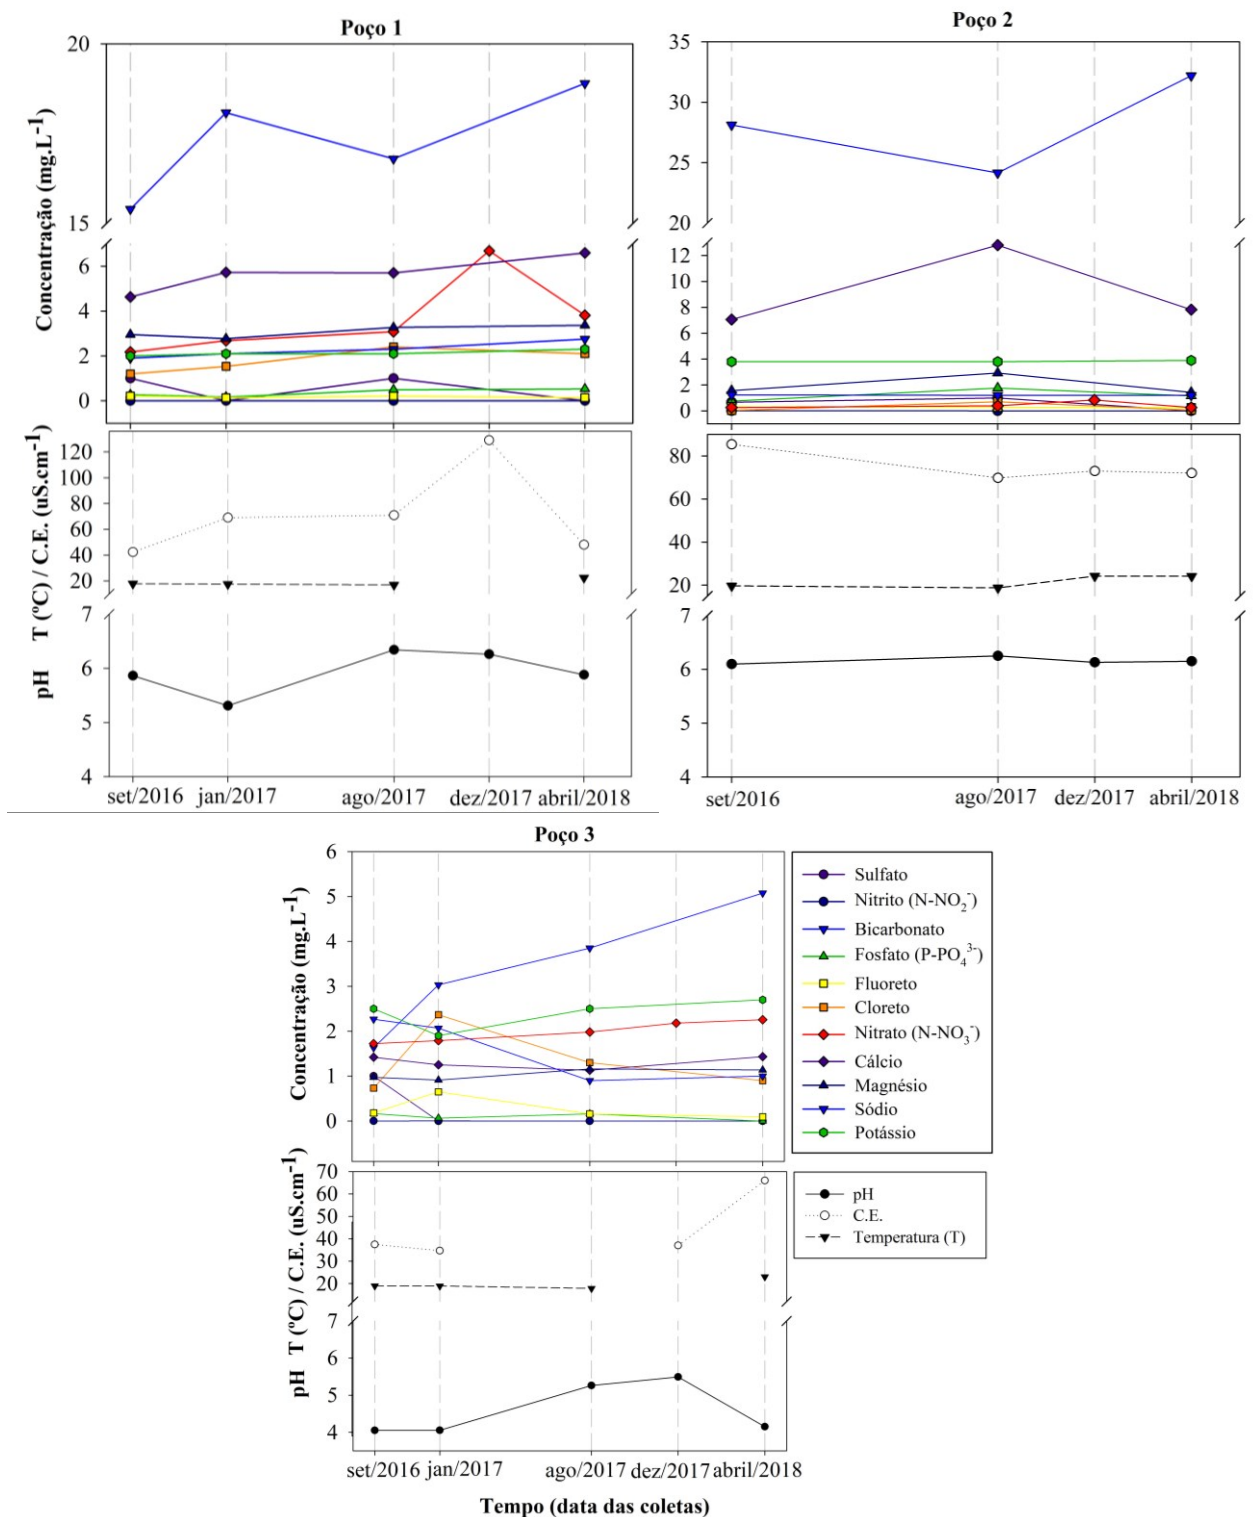 Poço 1
20
15
6
4
2
0
Concentração (mg.L⁻¹)
120
100
80
60
40
20
7
6
5
4
pH T (ºC) / C.E. (uS.cm⁻¹)
set/2016 jan/2017 ago/2017 dez/2017 abril/2018
Poço 2
35
30
25
20
12
10
8
6
4
2
0
80
60
40
20
7
6
5
4
set/2016 ago/2017 dez/2017 abril/2018
Poço 3
6
5
4
3
2
1
0
Concentração (mg.L⁻¹)
70
60
50
40
30
20
7
6
5
4
pH T (ºC) / C.E. (uS.cm⁻¹)
set/2016 jan/2017 ago/2017 dez/2017 abril/2018
Tempo (data das coletas)
Sulfato
Nitrito (N-NO₂⁻)
Bicarbonato
Fosfato (P-PO₄³⁻)
Fluoreto
Cloreto
Nitrato (N-NO₃⁻)
Cálcio
Magnésio
Sódio
Potássio
pH
C.E.
Temperatura (T)